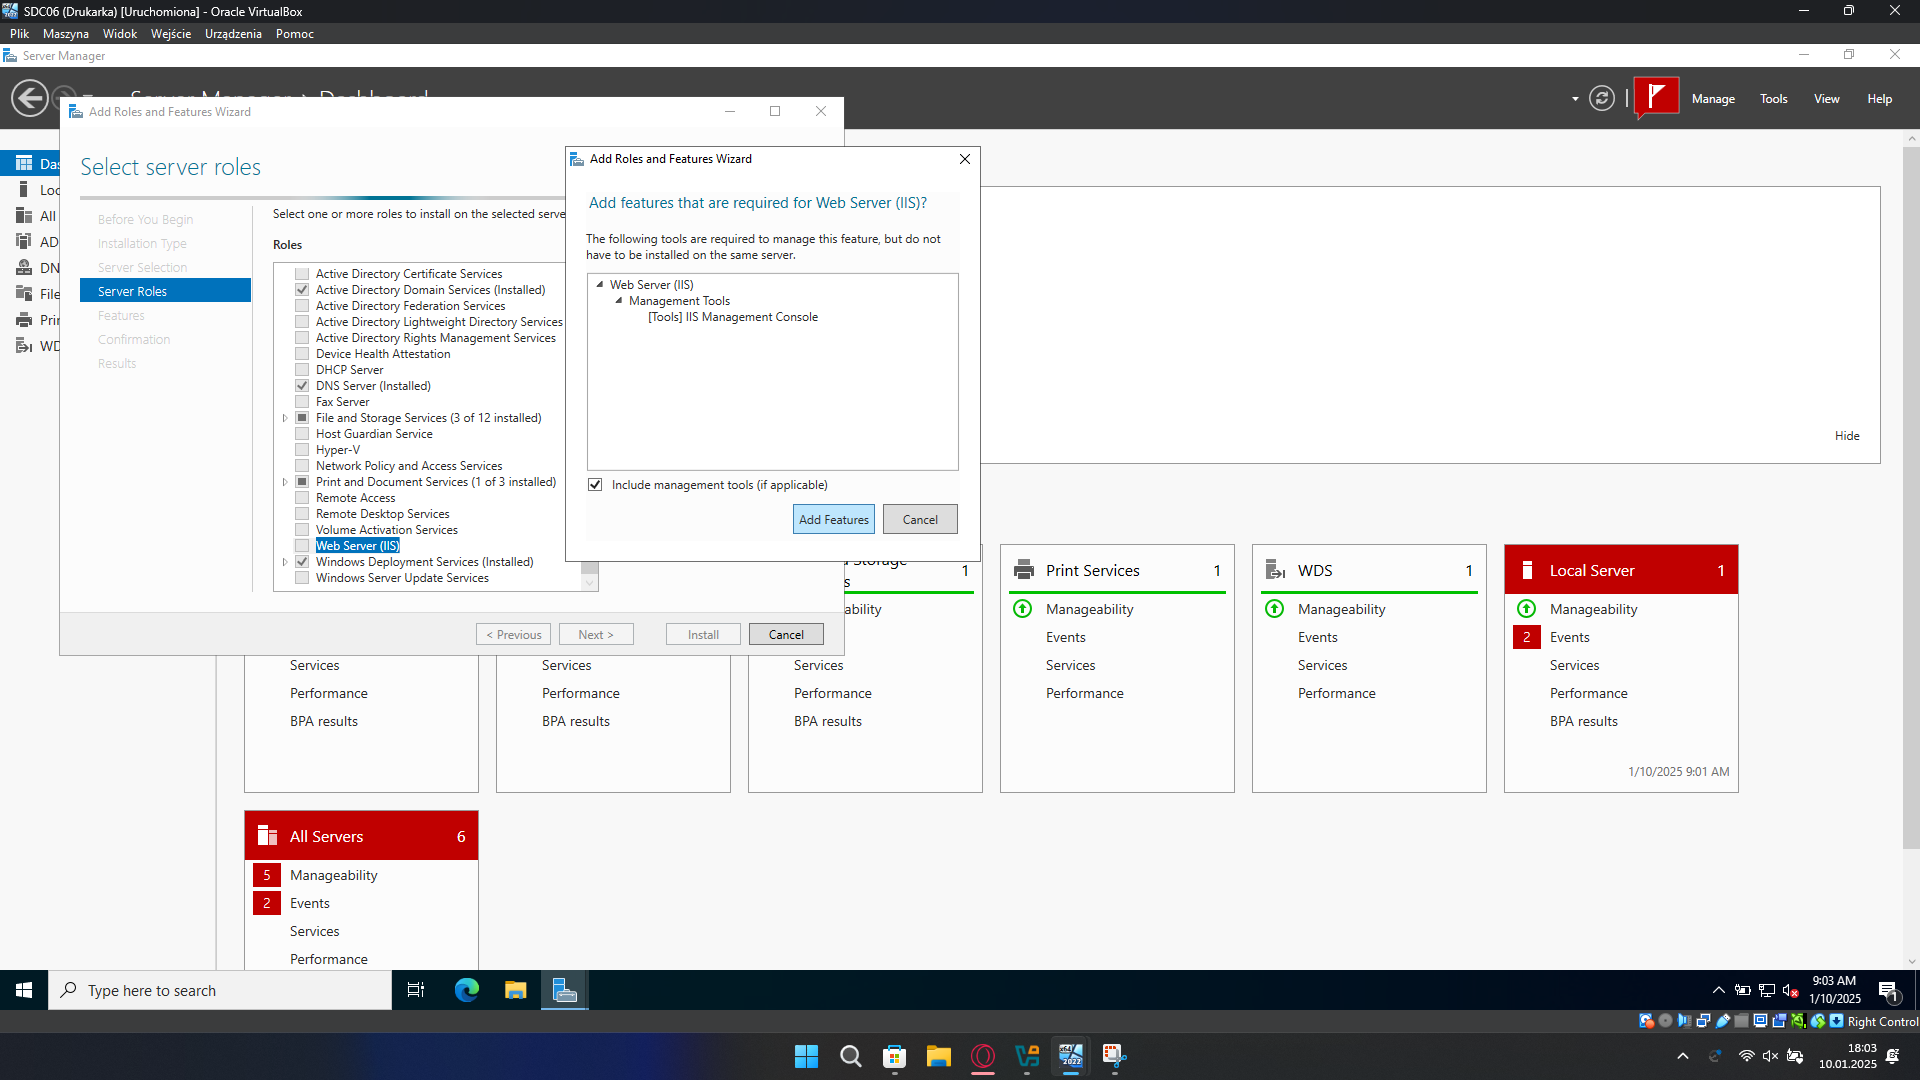 SDC06 (Drukarka) [Uruchomiona] - Oracle VirtualBox
Plik Maszyna Widok Wejście Urządzenia Pomoc
Server Manager
Manage Tools View Help
Add Roles and Features Wizard
Select server roles
Before You Begin
Installation Type
Server Selection
Server Roles
Features
Confirmation
Results
Select one or more roles to install on the selected serve
Roles
Active Directory Certificate Services
Active Directory Domain Services (Installed)
Active Directory Federation Services
Active Directory Lightweight Directory Services
Active Directory Rights Management Services
Device Health Attestation
DHCP Server
DNS Server (Installed)
Fax Server
File and Storage Services (3 of 12 installed)
Host Guardian Service
Hyper-V
Network Policy and Access Services
Print and Document Services (1 of 3 installed)
Remote Access
Remote Desktop Services
Volume Activation Services
Web Server (IIS)
Windows Deployment Services (Installed)
Windows Server Update Services
< Previous Next > Install Cancel
Das
Loc
All
AD
DN
File
Prin
WD
Add Roles and Features Wizard
Add features that are required for Web Server (IIS)?
The following tools are required to manage this feature, but do not
have to be installed on the same server.
Web Server (IIS)
Management Tools
[Tools] IIS Management Console
Include management tools (if applicable)
Add Features Cancel
Hide
Services
Performance
BPA results
Services
Performance
BPA results
1
ability
Services
Performance
BPA results
Print Services 1
Manageability
Events
Services
Performance
WDS 1
Manageability
Events
Services
Performance
Local Server 1
Manageability
2 Events
Services
Performance
BPA results
1/10/2025 9:01 AM
All Servers 6
5 Manageability
2 Events
Services
Performance
Type here to search
9:03 AM
1/10/2025
1
Right Control
18:03
10.01.2025